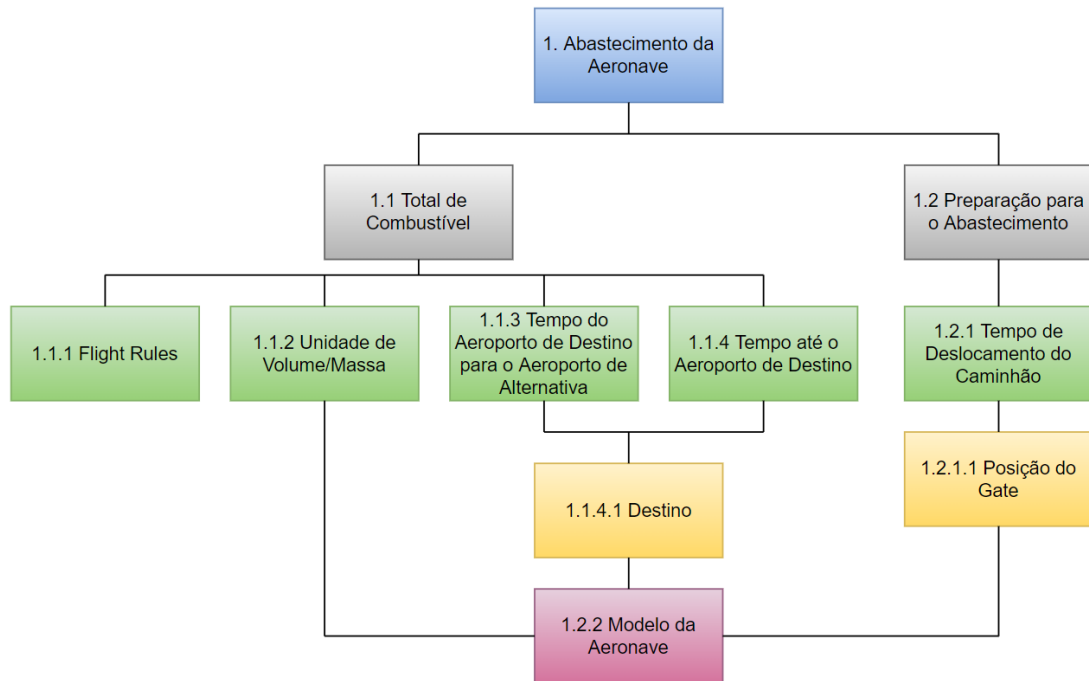 1. Abastecimento da
Aeronave
1.1 Total de
Combustível
1.2 Preparação para
o Abastecimento
1.1.1 Flight Rules
1.1.2 Unidade de
Volume/Massa
1.1.3 Tempo do
Aeroporto de Destino
para o Aeroporto de
Alternativa
1.1.4 Tempo até o
Aeroporto de Destino
1.2.1 Tempo de
Deslocamento do
Caminhão
1.1.4.1 Destino
1.2.1.1 Posição do
Gate
1.2.2 Modelo da
Aeronave